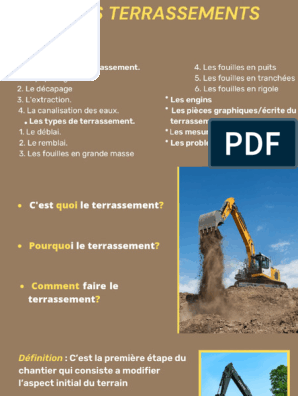 TERRASSEMENTS
2. Le décapage
3. L'extraction.
4. La canalisation des eaux.
. Les types de terrassement.
1. Le déblai.
2. Le remblai.
3. Les fouilles en grande masse
4. Les fouilles en puits
5. Les fouilles en tranchées
6. Les fouilles en rigole
* Les engins
* Les pièces graphiques/écrite du
* Les
* Les
PDF
• C'est quoi le terrassement?
• Pourquoi le terrassement?
• Comment faire le
terrassement?
Définition : C'est la première étape du
chantier qui consiste a modifier
l'aspect initial du terrain